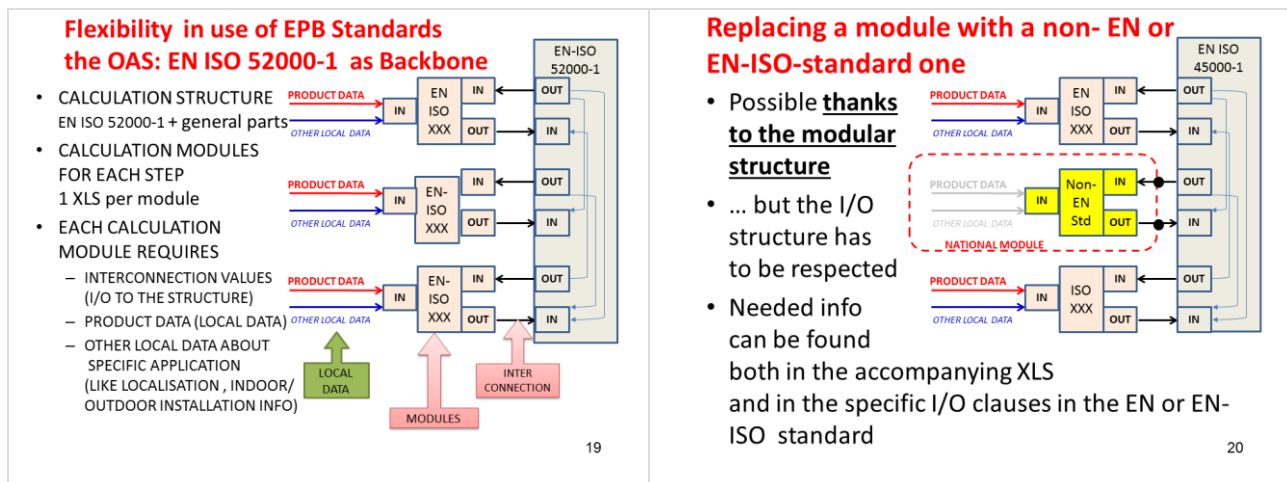 Flexibility in use of EPB Standards
the OAS: EN ISO 52000-1 as Backbone
• CALCULATION STRUCTURE
EN ISO 52000-1 + general parts
• CALCULATION MODULES
FOR EACH STEP
1 XLS per module
• EACH CALCULATION
MODULE REQUIRES
– INTERCONNECTION VALUES
(I/O TO THE STRUCTURE)
– PRODUCT DATA (LOCAL DATA)
– OTHER LOCAL DATA ABOUT
SPECIFIC APPLICATION
(LIKE LOCALISATION , INDOOR/
OUTDOOR INSTALLATION INFO)
EN-ISO
52000-1
PRODUCT DATA
OTHER LOCAL DATA
IN
EN
ISO
XXX
IN
OUT
OUT
IN
PRODUCT DATA
OTHER LOCAL DATA
IN
EN-
ISO
XXX
IN
OUT
OUT
IN
PRODUCT DATA
OTHER LOCAL DATA
IN
EN-
ISO
XXX
IN
OUT
OUT
IN
LOCAL
DATA
MODULES
INTER
CONNECTION
19
Replacing a module with a non- EN or
EN-ISO-standard one
• Possible thanks
to the modular
structure
• ... but the I/O
structure has
to be respected
• Needed info
can be found
both in the accompanying XLS
and in the specific I/O clauses in the EN or EN-
ISO standard
EN ISO
45000-1
PRODUCT DATA
OTHER LOCAL DATA
IN
EN
ISO
XXX
IN
OUT
OUT
IN
PRODUCT DATA
OTHER LOCAL DATA
IN
Non-
EN
Std
IN
OUT
OUT
IN
NATIONAL MODULE
PRODUCT DATA
OTHER LOCAL DATA
IN
ISO
XXX
IN
OUT
OUT
IN
20